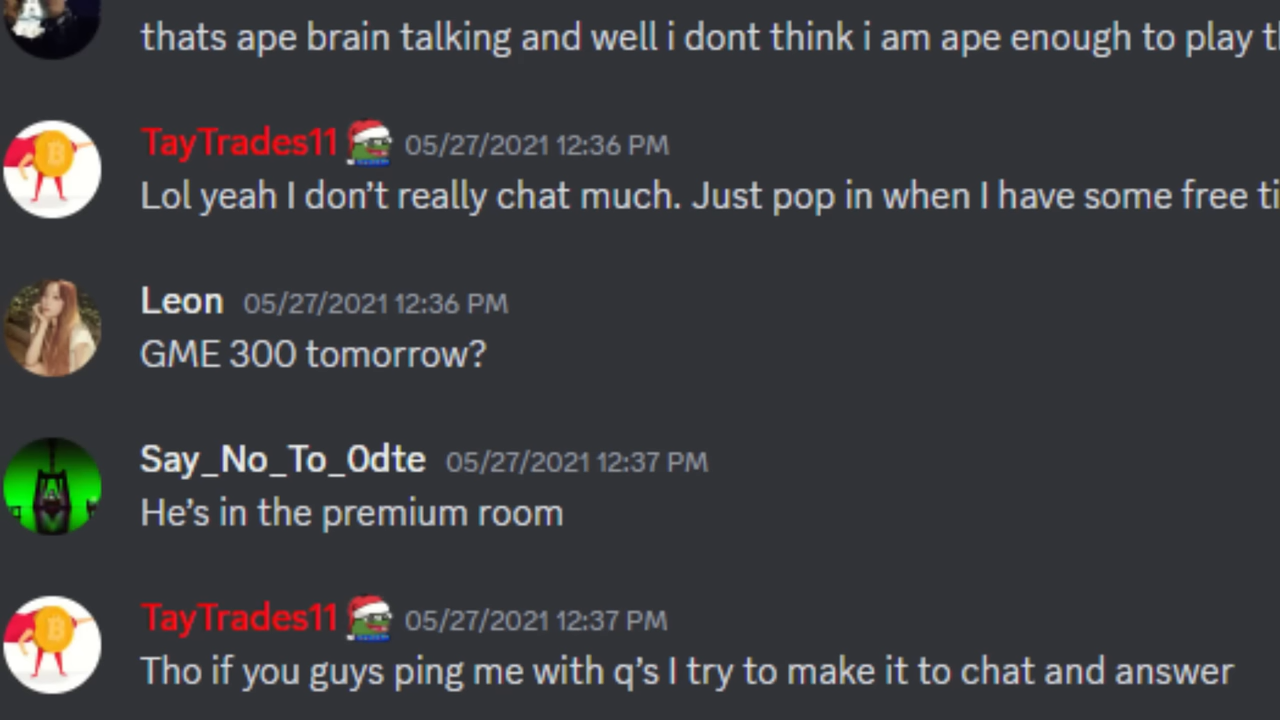 thats ape brain talking and well i dont think i am ape enough to play
TayTrades11 05/27/2021 12:36 PM
Lol yeah I don't really chat much. Just pop in when I have some free
Leon 05/27/2021 12:36 PM
GME 300 tomorrow?
Say_No_To_0dte 05/27/2021 12:37 PM
He's in the premium room
TayTrades11 05/27/2021 12:37 PM
Tho if you guys ping me with q's I try to make it to chat and answer